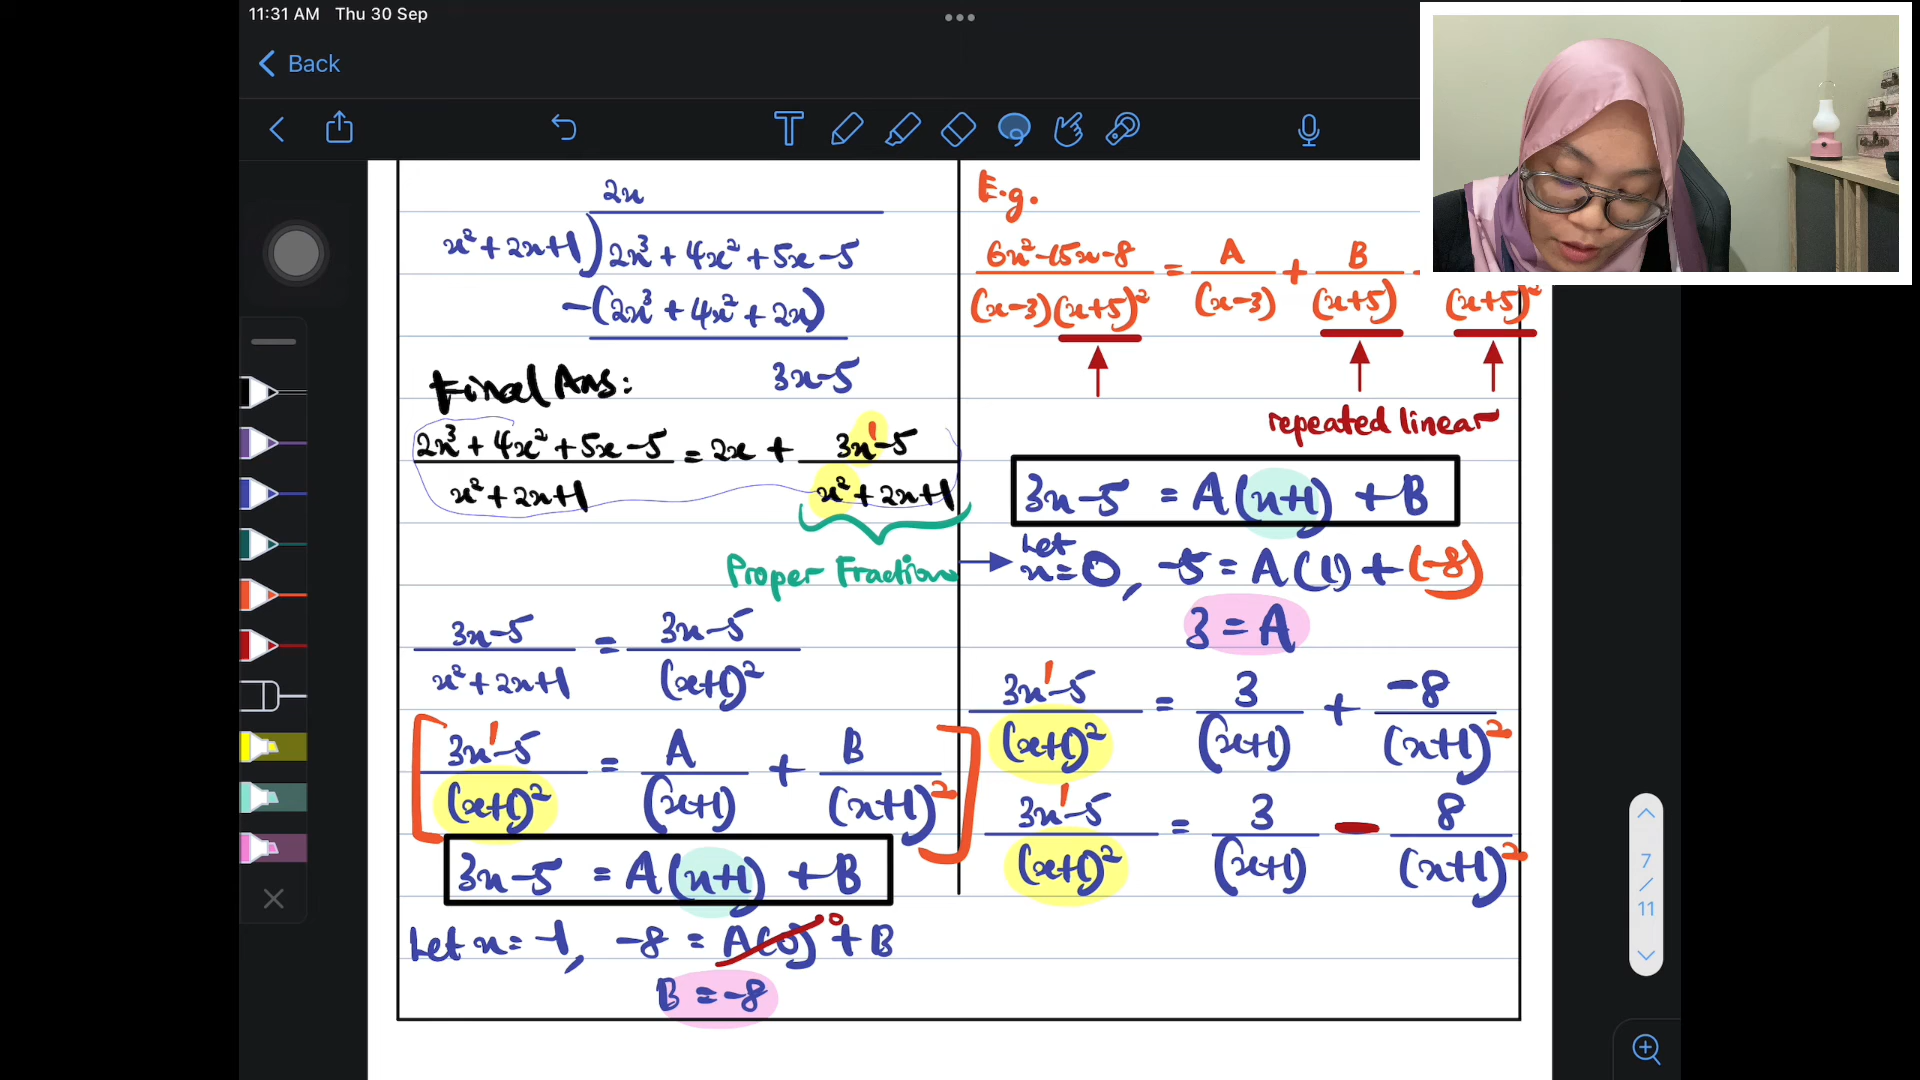 11:31 AM Thu 30 Sep
Back
2x
x² + 2x + 1 ) 2x³ + 4x² + 5x - 5
-(2x³ + 4x² + 2x)
3x - 5
Final Ans:
2x³ + 4x² + 5x - 5 / x² + 2x + 1 = 2x + 3x¹ - 5 / x² + 2x + 1
Proper Fraction
3x - 5 / x² + 2x + 1 = 3x - 5 / (x+1)²
3x¹ - 5 / (x+1)² = A / (x+1) + B / (x+1)²
3x - 5 = A(x+1) + B
Let x = -1, -8 = A(0) 0 + B
B = -8
E.g.
6x² - 15x - 8 / (x-3)(x+5)² = A / (x-3) + B / (x+5) (x+5)²
repeated linear
3x - 5 = A(x+1) + B
Let x = 0, -5 = A(1) + (-8)
3 = A
3x¹ - 5 / (x+1)² = 3 / (x+1) + -8 / (x+1)²
3x¹ - 5 / (x+1)² = 3 / (x+1) - 8 / (x+1)²
7 / 11